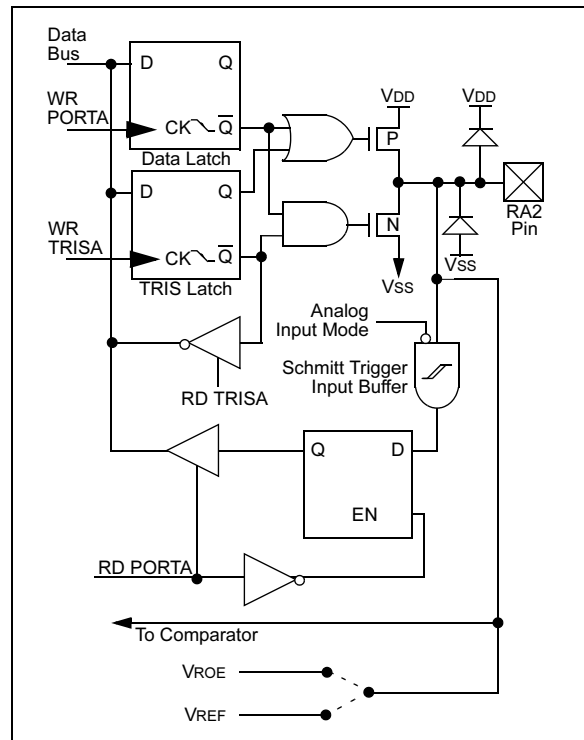 Data
Bus
D Q
WR
PORTA
CK Q
VDD
VDD
P
Data Latch
D Q
RA2
Pin
N
WR
TRISA
CK Q
VSS
VSS
TRIS Latch
Analog
Input Mode
Schmitt Trigger
Input Buffer
RD TRISA
Q D
EN
RD PORTA
To Comparator
VROE
VREF